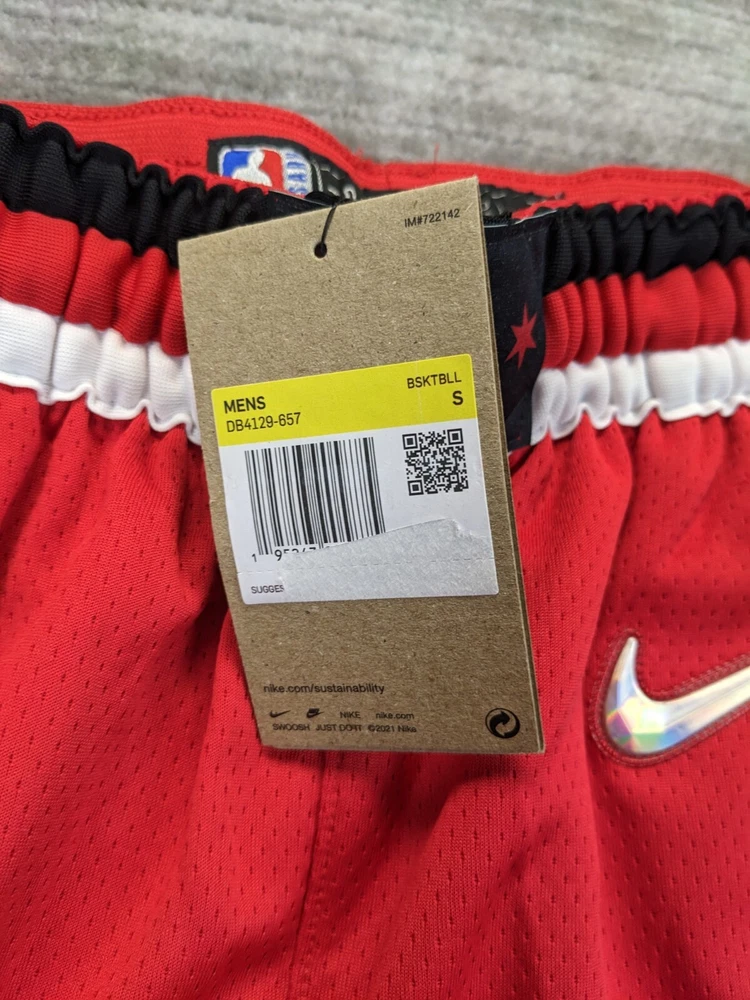 IM#722142
MENS
BSKTBLL
DB4129-657
S
1
SUGGES
nike.com/sustainability
NIKE nike.com
SWOOSH JUST DO IT ©2021 Nike